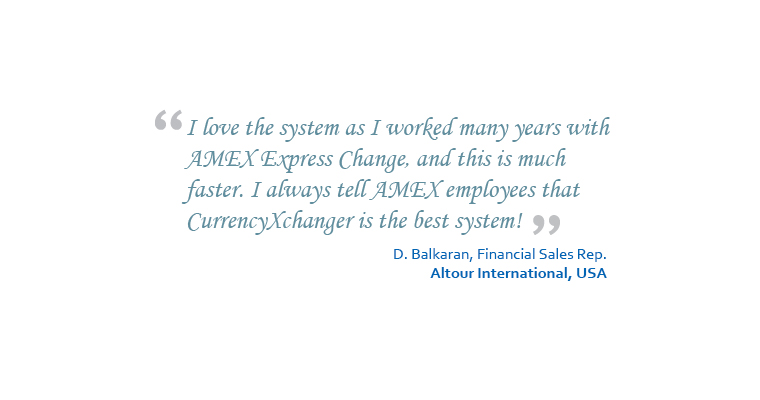 “I love the system as I worked many years with
AMEX Express Change, and this is much
faster. I always tell AMEX employees that
CurrencyXchanger is the best system!”
D. Balkaran, Financial Sales Rep.
Altour International, USA